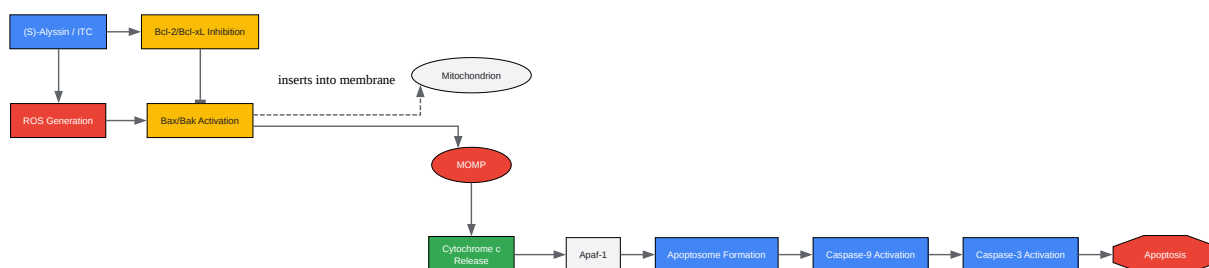 (S)-Alyssin / ITC
Bcl-2/Bcl-xL Inhibition
inserts into membrane
Mitochondrion
ROS Generation
Bax/Bak Activation
MOMP
Cytochrome c
Release
Apaf-1
Apoptosome Formation
Caspase-9 Activation
Caspase-3 Activation
Apoptosis